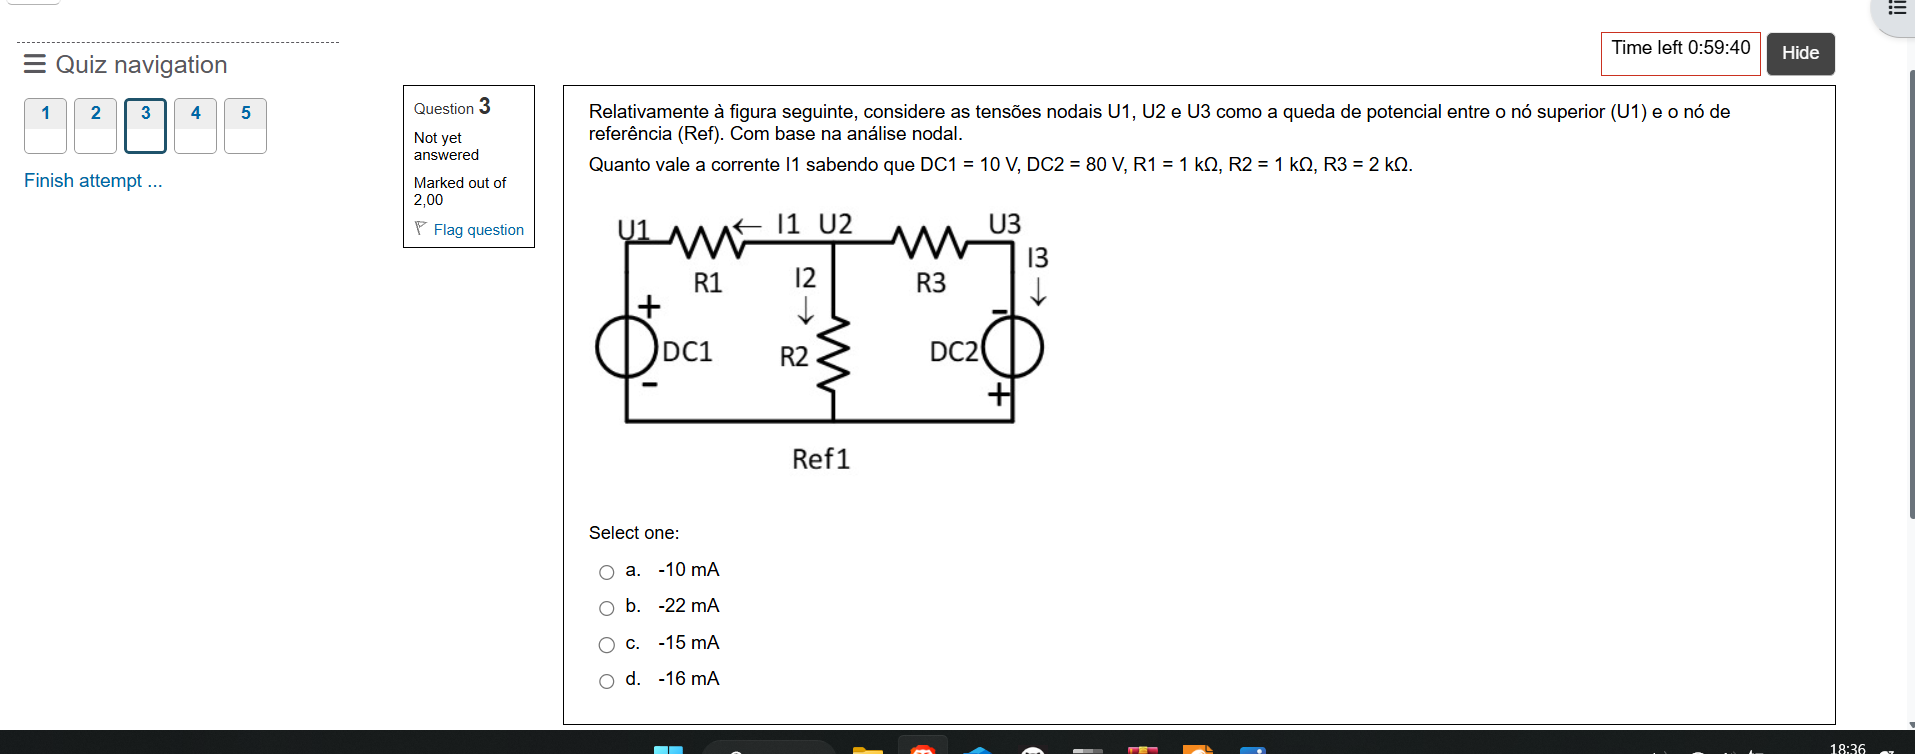 Quiz navigation
1 2 3 4 5
Finish attempt ...
Time left 0:59:40
Hide
Question 3
Not yet
answered
Marked out of
2,00
Flag question
Relativamente à figura seguinte, considere as tensões nodais U1, U2 e U3 como a queda de potencial entre o nó superior (U1) e o nó de
referência (Ref). Com base na análise nodal.
Quanto vale a corrente I1 sabendo que DC1 = 10 V, DC2 = 80 V, R1 = 1 kΩ, R2 = 1 kΩ, R3 = 2 kΩ.
U1 ← I1 U2 U3
I3
R1 I2 R3
↓ ↓
+ -
DC1 R2 DC2
- +
Ref1
Select one:
a. -10 mA
b. -22 mA
c. -15 mA
d. -16 mA
18:36